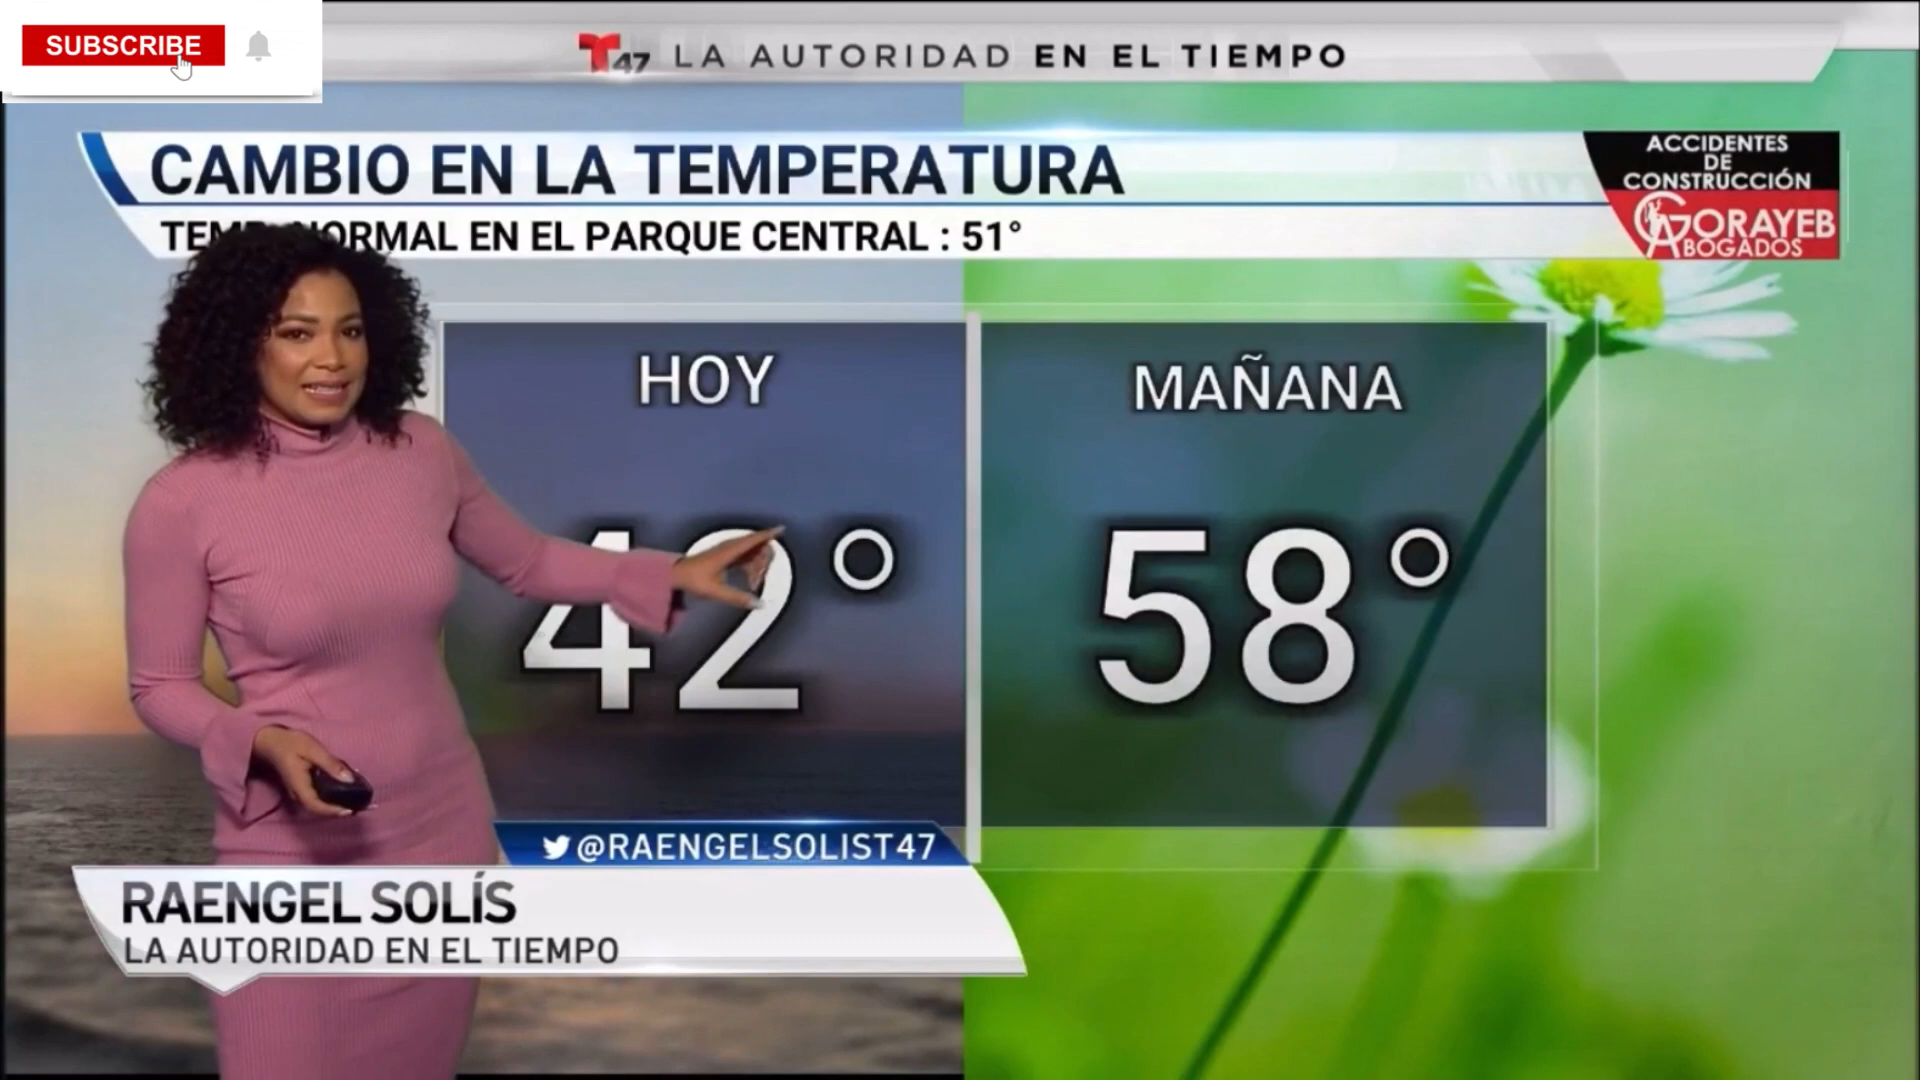 SUBSCRIBE
T47 LA AUTORIDAD EN EL TIEMPO
CAMBIO EN LA TEMPERATURA
NORMAL EN EL PARQUE CENTRAL : 51°
ACCIDENTES
DE
CONSTRUCCIÓN
GORAYEB
ABOGADOS
HOY
MAÑANA
42°
58°
@RAENGELSOLIST47
RAENGEL SOLÍS
LA AUTORIDAD EN EL TIEMPO